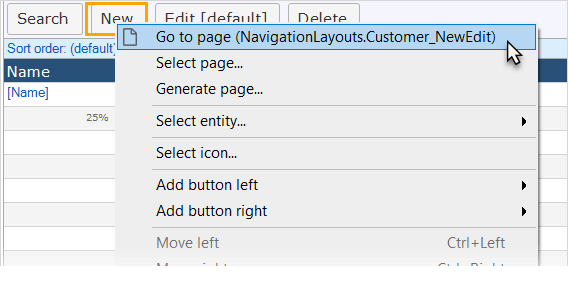 Search New Edit [default] Delete
Go to page (NavigationLayouts.Customer_NewEdit)
Sort order: (default)
Select page...
Name
Generate page...
[Name]
25%
Select entity...
Select icon...
Add button left
Add button right
Move left Ctrl+Left